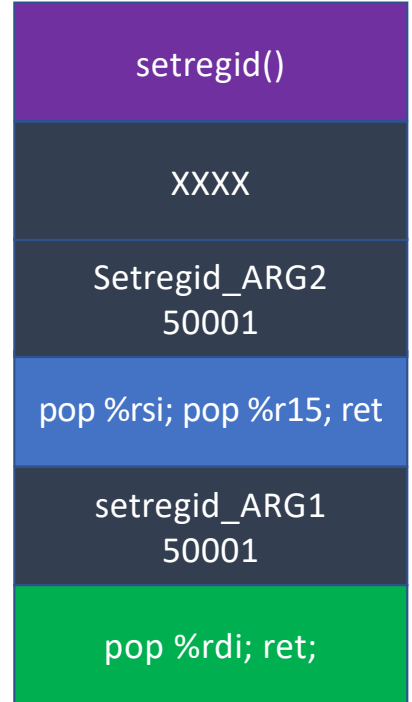 setregid()
XXXX
Setregid_ARG2
50001
pop %rsi; pop %r15; ret
setregid_ARG1
50001
pop %rdi; ret;